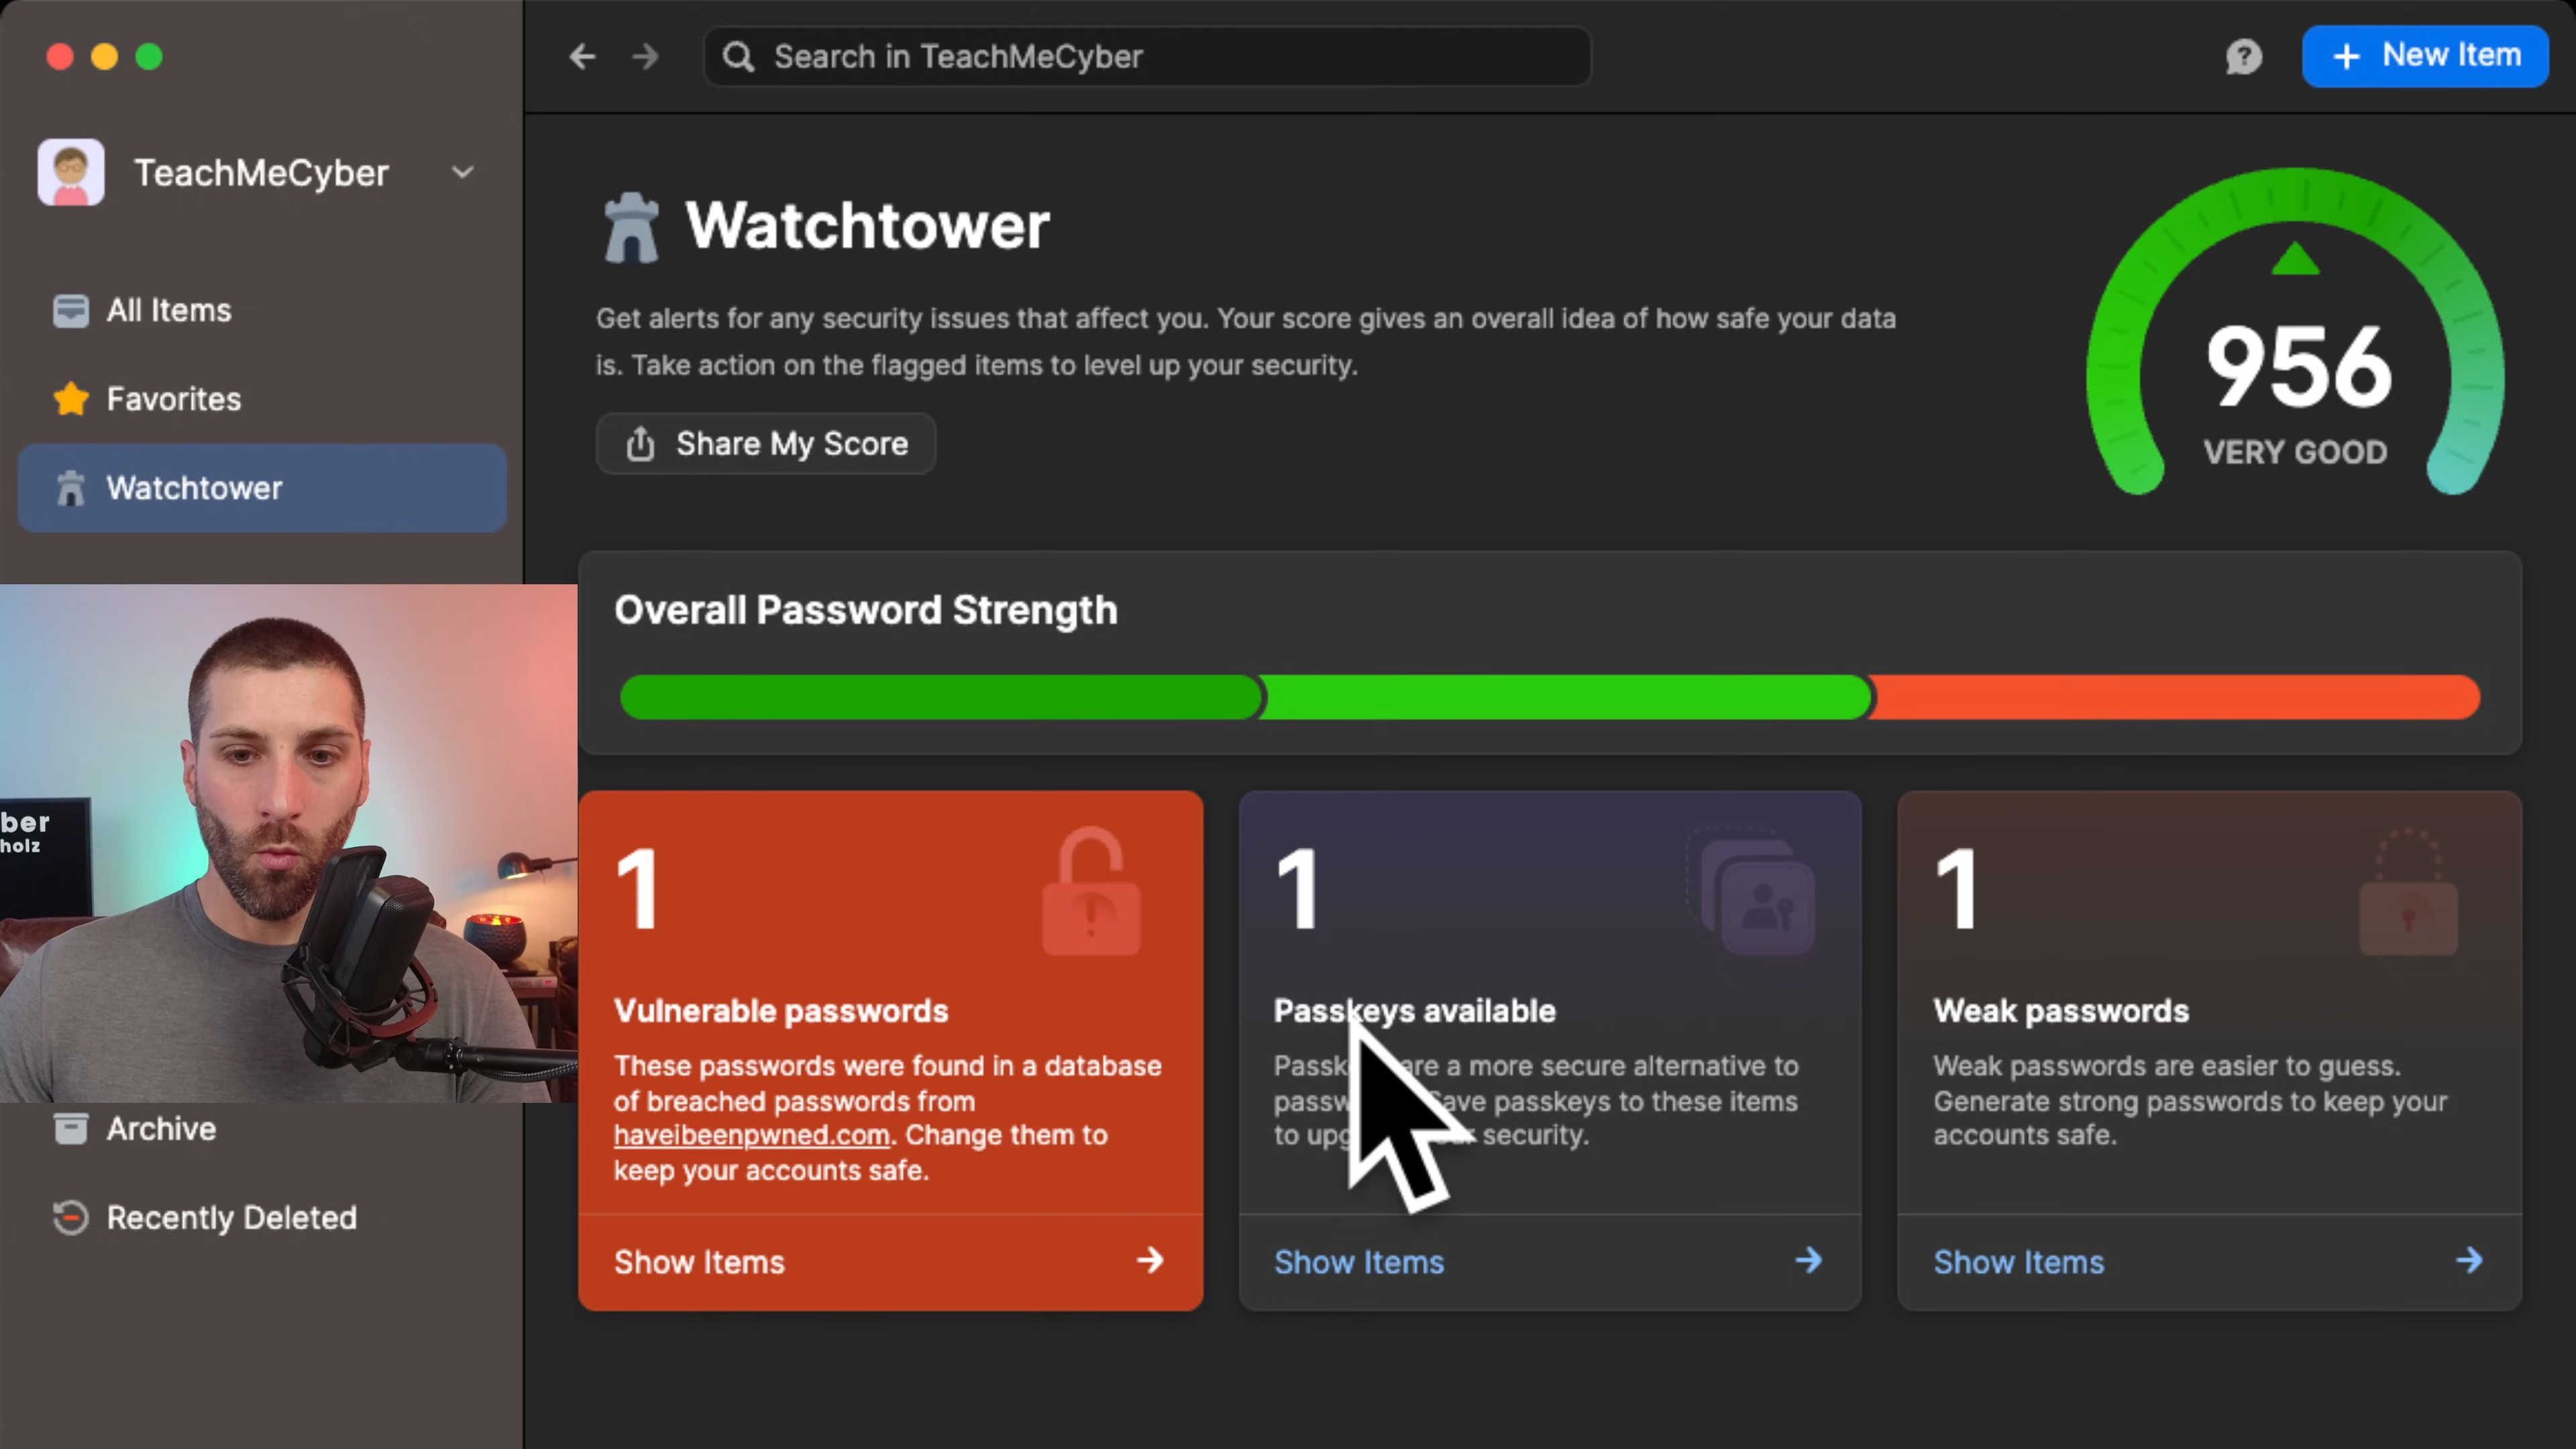 Search in TeachMeCyber
New Item
TeachMeCyber
All Items
Favorites
Watchtower
Archive
Recently Deleted
Watchtower
Get alerts for any security issues that affect you. Your score gives an overall idea of how safe your data
is. Take action on the flagged items to level up your security.
Share My Score
956
VERY GOOD
Overall Password Strength
1
Vulnerable passwords
These passwords were found in a database
of breached passwords from
haveibeenpwned.com. Change them to
keep your accounts safe.
Show Items
1
Passkeys available
are a more secure alternative to
passkeys to these items
to security.
Show Items
1
Weak passwords
Weak passwords are easier to guess.
Generate strong passwords to keep your
accounts safe.
Show Items
ber
holz